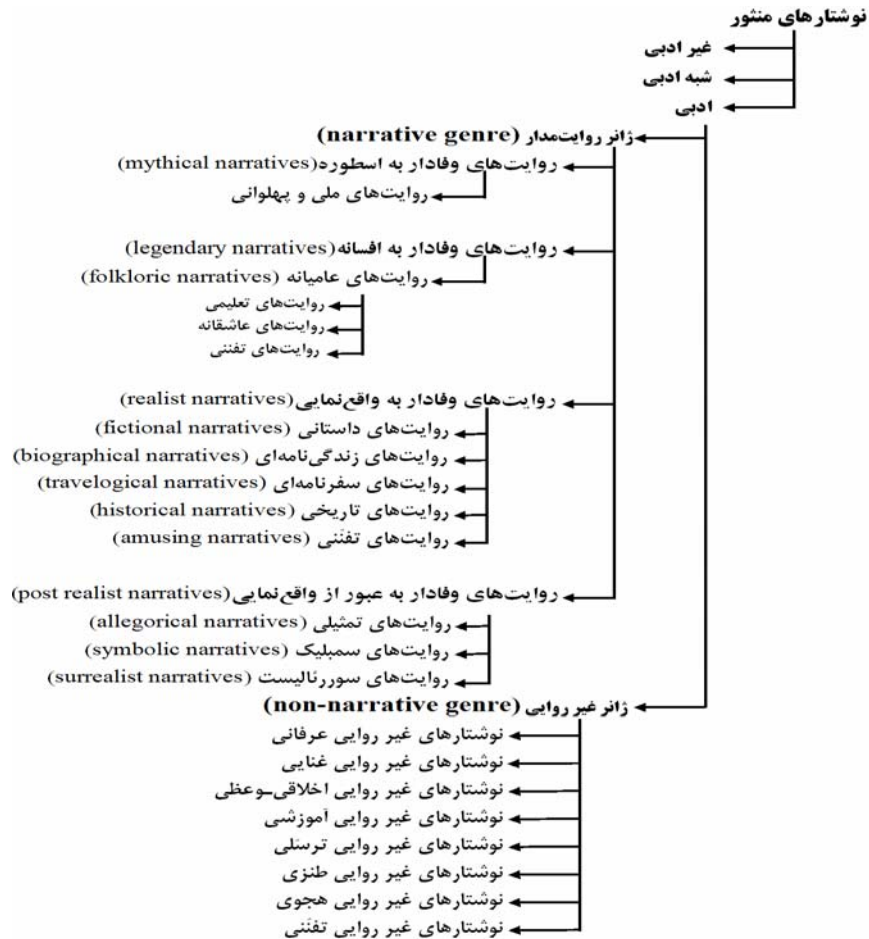 نوشتارهای منثور
غیر ادبی
شبه ادبی
ادبی
ژانر روایت‌مدار (narrative genre)
روایت‌های وفادار به اسطوره(mythical narratives)
روایت‌های ملی و پهلوانی
روایت‌های وفادار به افسانه(legendary narratives)
روایت‌های عامیانه (folkloric narratives)
روایت‌های تعلیمی
روایت‌های عاشقانه
روایت‌های تفننی
روایت‌های وفادار به واقع‌نمایی(realist narratives)
روایت‌های داستانی (fictional narratives)
روایت‌های زندگی‌نامه‌ای (biographical narratives)
روایت‌های سفرنامه‌ای (travelogical narratives)
روایت‌های تاریخی (historical narratives)
روایت‌های تفنّنی (amusing narratives)
روایت‌های وفادار به عبور از واقع‌نمایی(post realist narratives)
روایت‌های تمثیلی (allegorical narratives)
روایت‌های سمبلیک (symbolic narratives)
روایت‌های سوررئالیست (surrealist narratives)
ژانر غیر روایی (non-narrative genre)
نوشتارهای غیر روایی عرفانی
نوشتارهای غیر روایی غنایی
نوشتارهای غیر روایی اخلاقی-وعظی
نوشتارهای غیر روایی آموزشی
نوشتارهای غیر روایی ترسّلی
نوشتارهای غیر روایی طنزی
نوشتارهای غیر روایی هجوی
نوشتارهای غیر روایی تفنّنی